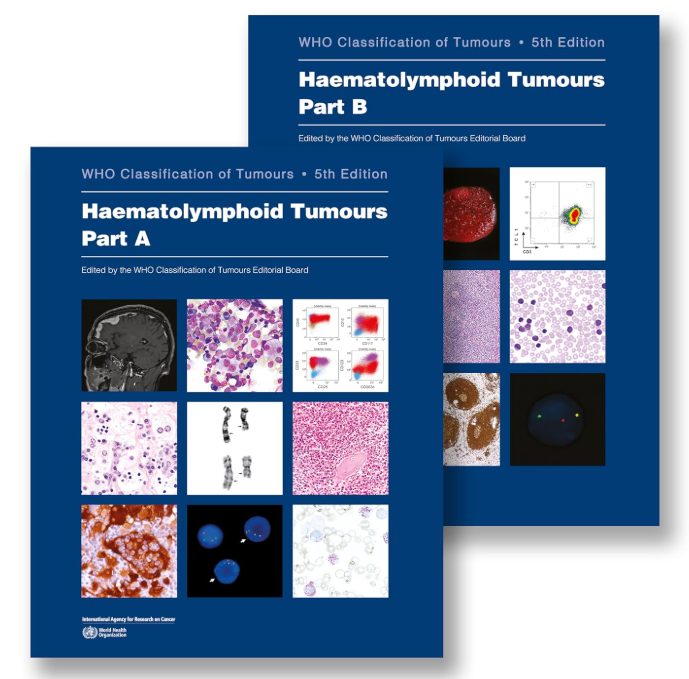 WHO Classification of Tumours • 5th Edition
Haematolymphoid Tumours
Part B
Edited by the WHO Classification of Tumours Editorial Board
TCL1
CD3
WHO Classification of Tumours • 5th Edition
Haematolymphoid Tumours
Part A
Edited by the WHO Classification of Tumours Editorial Board
CD34
CD117
International Agency for Research on Cancer
World Health
Organization